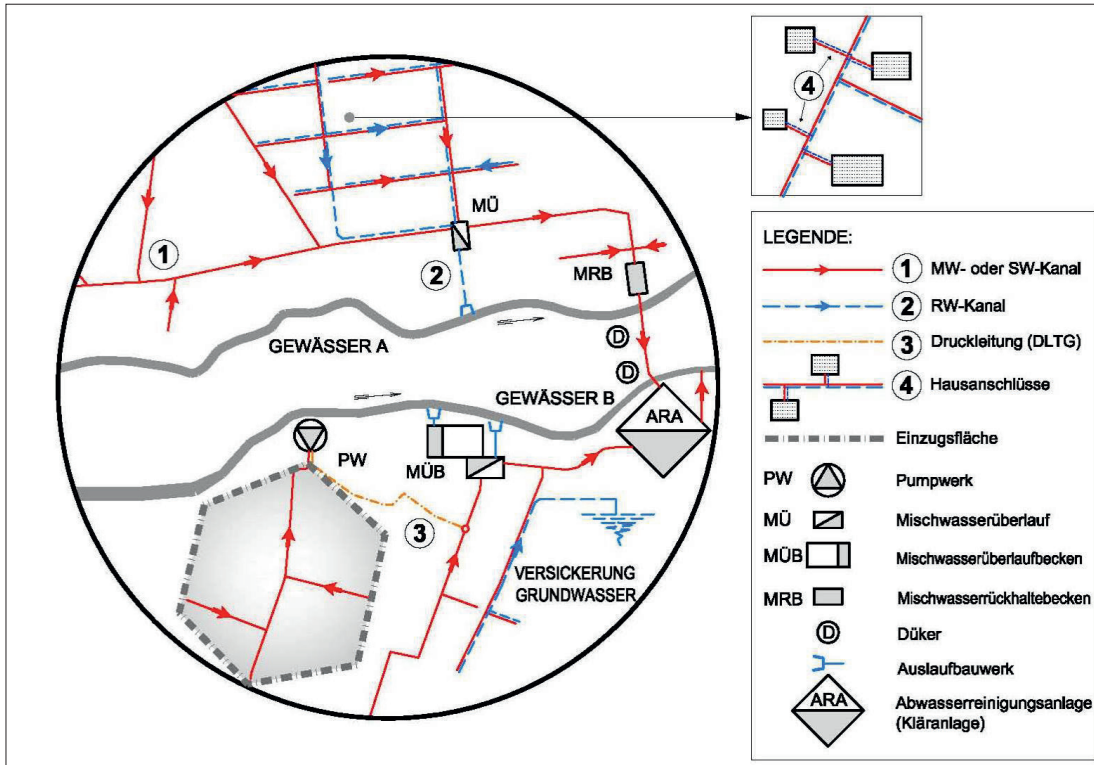 4
MÜ
1
2
MRB
GEWÄSSER A
D
D
GEWÄSSER B
ARA
PW
MÜB
3
VERSICKERUNG
GRUNDWASSER
LEGENDE:
1 MW- oder SW-Kanal
2 RW-Kanal
3 Druckleitung (DLTG)
4 Hausanschlüsse
Einzugsfläche
PW Pumpwerk
MÜ Mischwasserüberlauf
MÜB Mischwasserüberlaufbecken
MRB Mischwasserrückhaltebecken
D Düker
Auslaufbauwerk
ARA Abwasserreinigungsanlage
(Kläranlage)